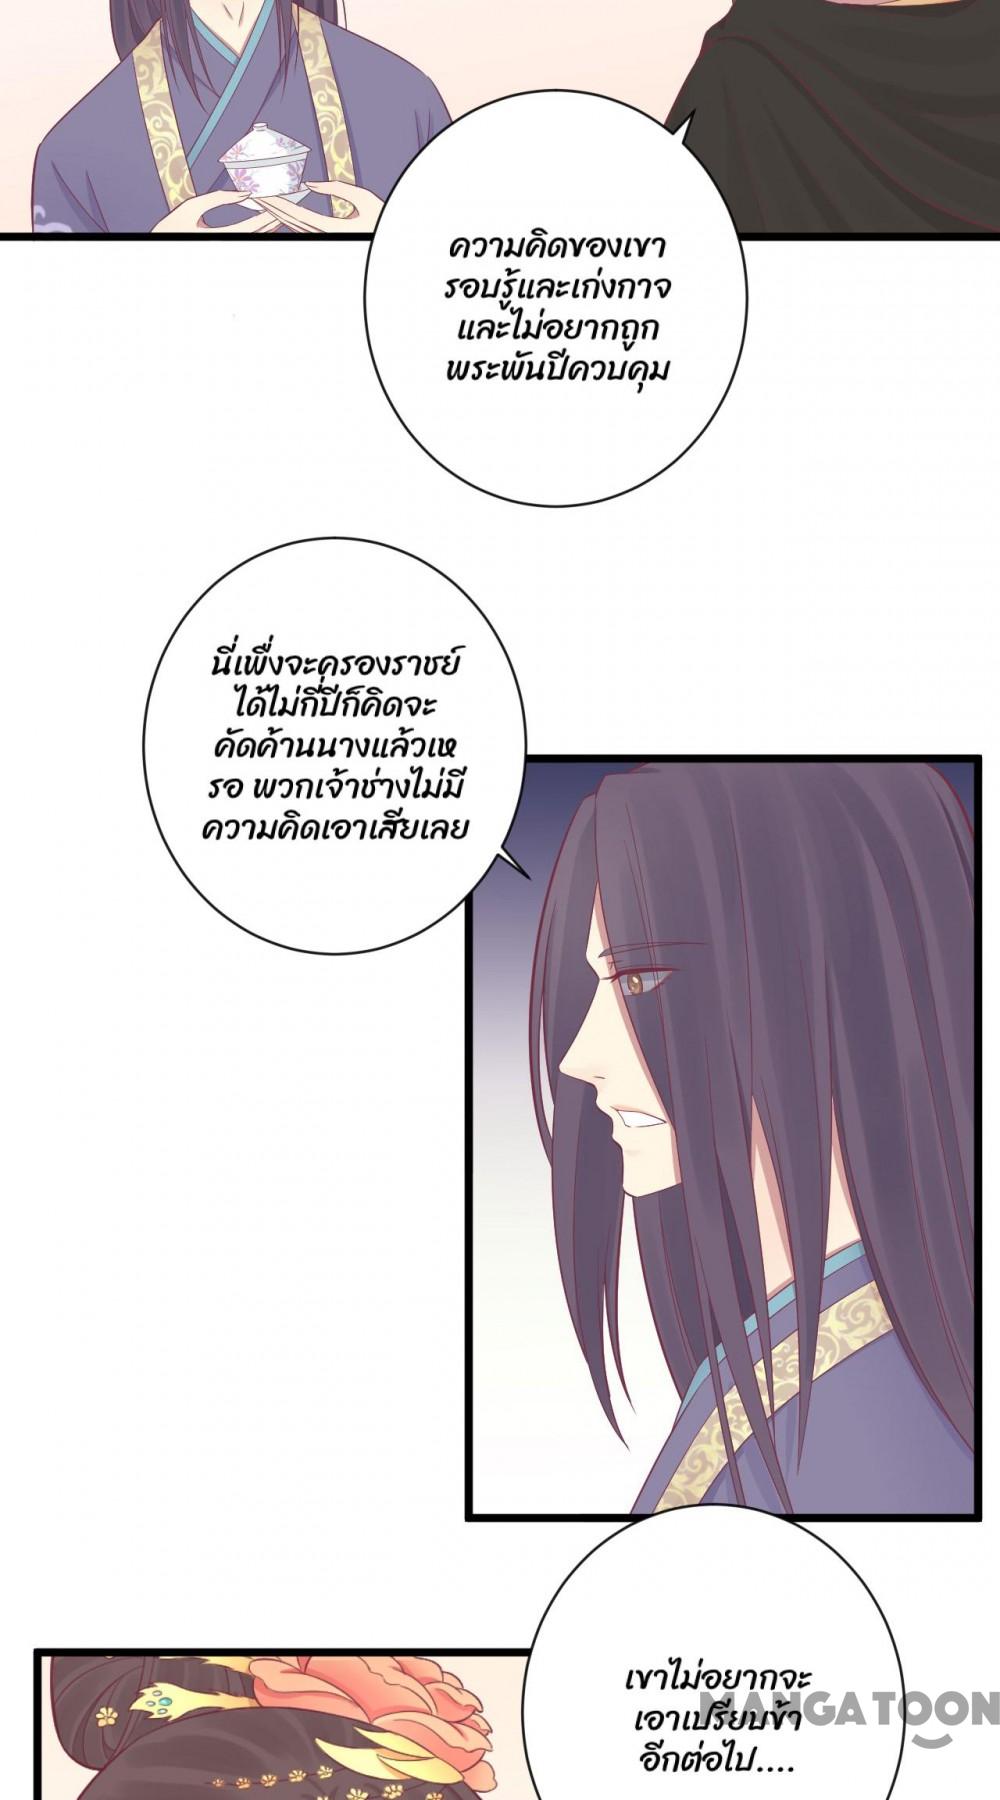 ความคิดของเขา
รอบรู้และเก่งกาจ
และไม่อยากถูก
พระพันปีควบคุม
นี่เพิ่งจะครองราชย์
ได้ไม่กี่ปีก็คิดจะ
คัดค้านนางแล้วเห
รอ พวกเจ้าช่างไม่มี
ความคิดเอาเสียเลย
เขาไม่อยากจะ
เอาเปรียบข้า
อีกต่อไป....
MANGATOON